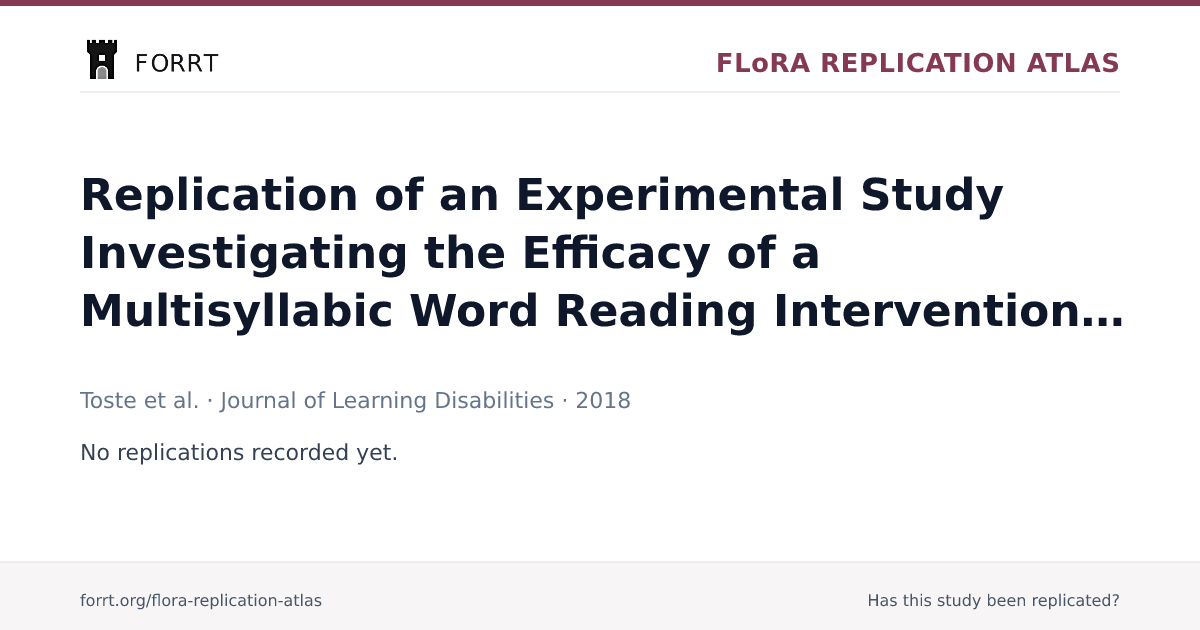 FORRT
FLoRA REPLICATION ATLAS
Replication of an Experimental Study
Investigating the Efficacy of a
Multisyllabic Word Reading Intervention…
Toste et al. · Journal of Learning Disabilities · 2018
No replications recorded yet.
forrt.org/flora-replication-atlas
Has this study been replicated?